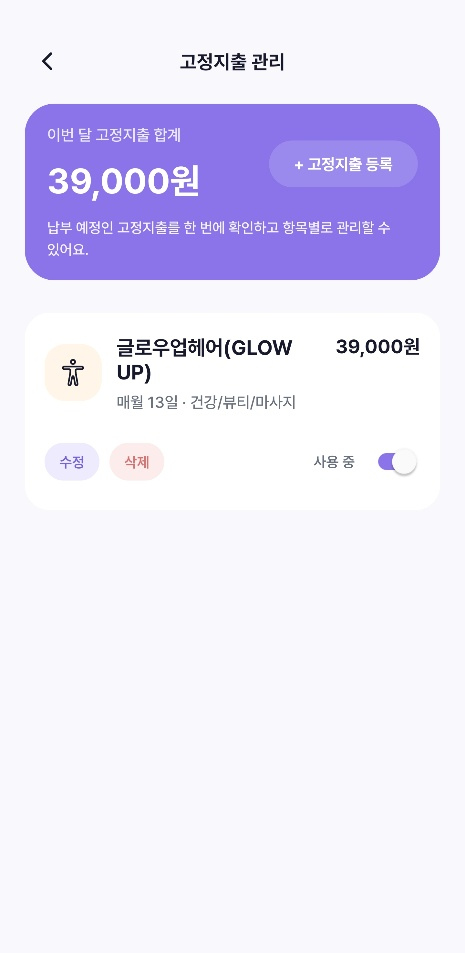 고정지출 관리
이번 달 고정지출 합계
39,000원
+ 고정지출 등록
납부 예정인 고정지출를 한 번에 확인하고 항목별로 관리할 수
있어요.
글로우업헤어(GLOW
UP)
39,000원
매월 13일 · 건강/뷰티/마사지
수정
삭제
사용 중